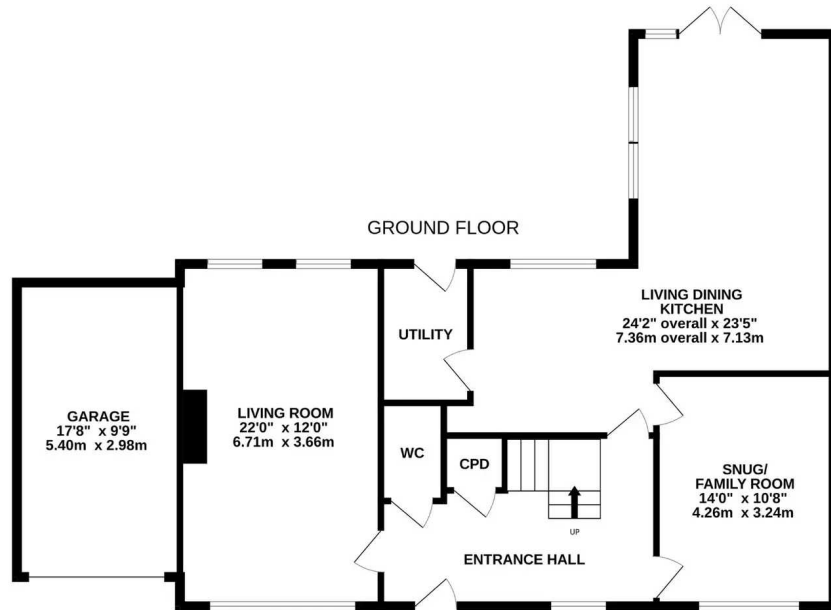 GROUND FLOOR
LIVING DINING
KITCHEN
24'2" overall x 23'5"
7.36m overall x 7.13m
UTILITY
GARAGE
17'8" x 9'9"
5.40m x 2.98m
LIVING ROOM
22'0" x 12'0"
6.71m x 3.66m
WC
CPD
SNUG/
FAMILY ROOM
14'0" x 10'8"
4.26m x 3.24m
UP
ENTRANCE HALL